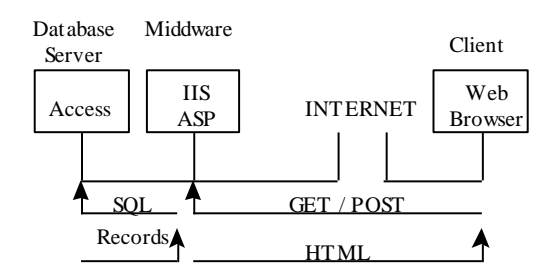 Database Server
Middware
Client
Access
IIS
ASP
INTERNET
Web
Browser
SQL
GET / POST
Records
HTML